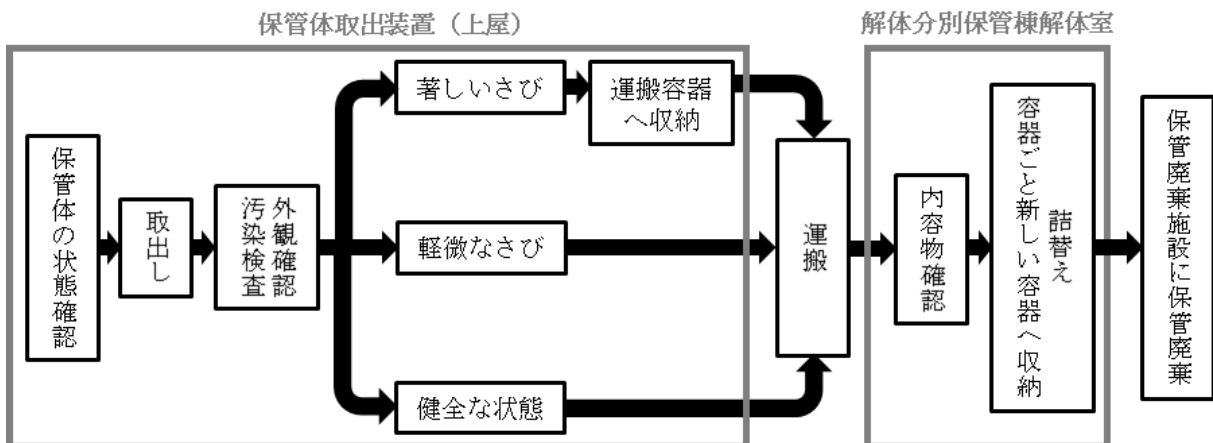 保管体取出装置（上屋）
解体分別保管棟解体室
保管体の状態確認
取出し
外観確認
汚染検査
著しいさび
運搬容器
へ収納
軽微なさび
健全な状態
運搬
内容物確認
詰替え
容器ごと新しい容器へ収納
保管廃棄施設に保管廃棄